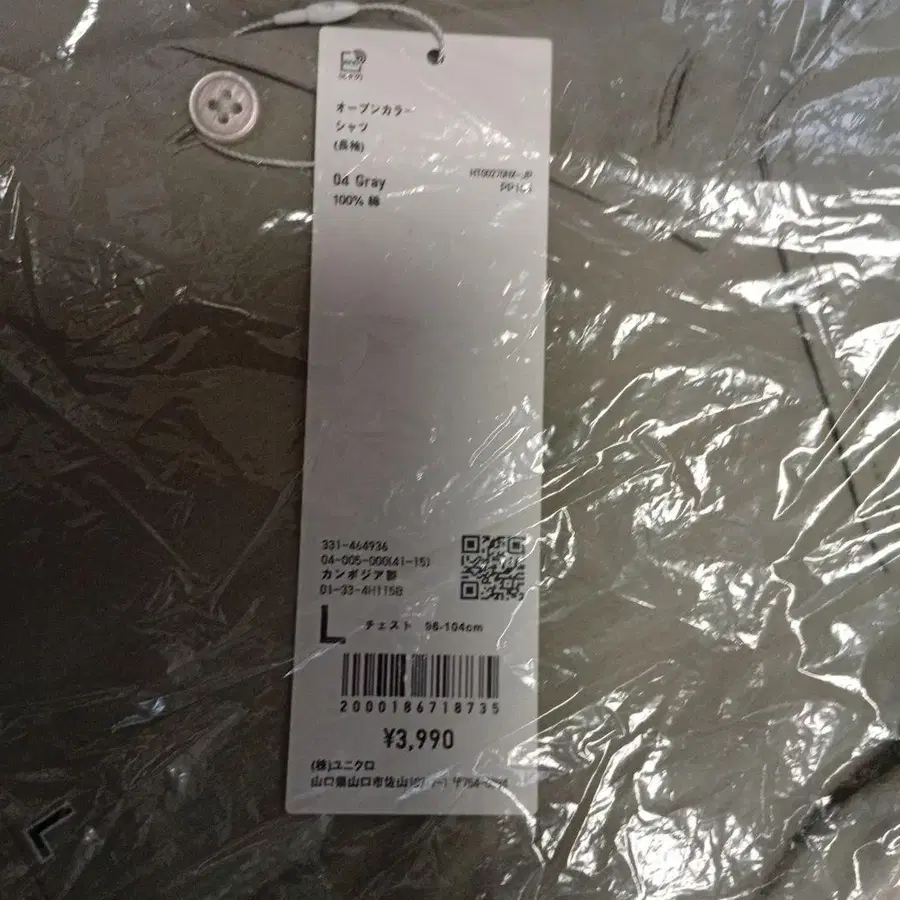 オープンカラー
シャツ
(長袖)
04 Gray
100% 綿
331-464936
04-005-000(41-15)
カンボジア製
01-33-4H115B
L チェスト 96-104cm
2000186718735
¥3,990
(株)ユニクロ
山口県山口市佐山
L